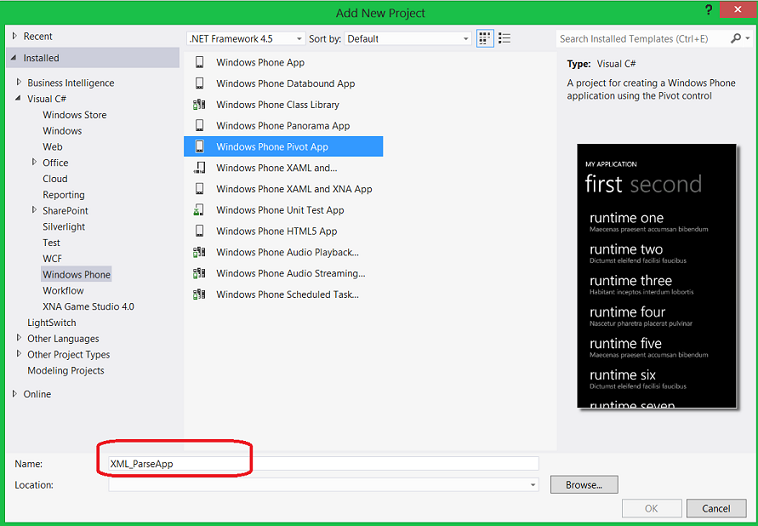 Add New Project
?
Recent
Installed
Business Intelligence
Visual C#
Windows Store
Windows
Web
Office
Cloud
Reporting
SharePoint
Silverlight
Test
WCF
Windows Phone
Workflow
XNA Game Studio 4.0
LightSwitch
Other Languages
Other Project Types
Modeling Projects
Online
.NET Framework 4.5 Sort by: Default
Windows Phone App
Windows Phone Databound App
Windows Phone Class Library
Windows Phone Panorama App
Windows Phone Pivot App
Windows Phone XAML and...
Windows Phone XAML and XNA App
Windows Phone Unit Test App
Windows Phone HTML5 App
Windows Phone Audio Playback...
Windows Phone Audio Streaming...
Windows Phone Scheduled Task...
Search Installed Templates (Ctrl+E)
Type: Visual C#
A project for creating a Windows Phone
application using the Pivot control
MY APPLICATION
first second
runtime one
Maecenas praesent accumsan bibendum
runtime two
Dictumst eleifend facilisi faucibus
runtime three
Habitant inceptos interdum lobortis
runtime four
Nascetur pharetra placerat pulvinar
runtime five
Maecenas praesent accumsan bibendum
runtime six
Dictumst eleifend facilisi faucibus
runtime seven
Name: XML_ParseApp
Location:
Browse...
OK Cancel